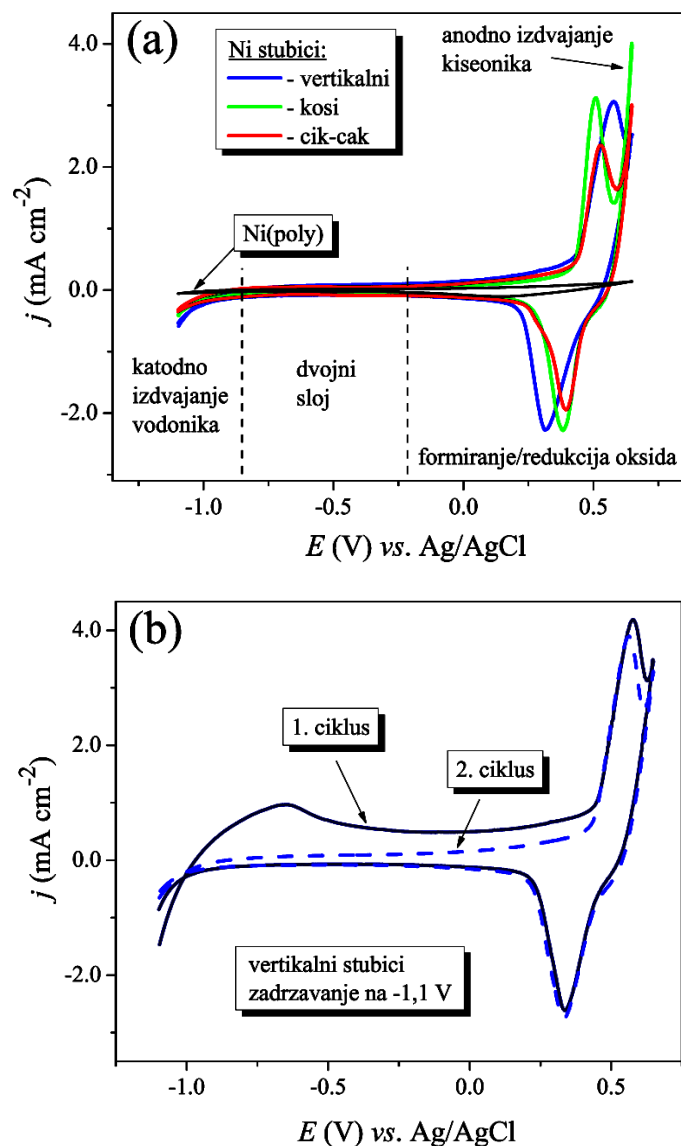 (a)
Ni stubici:
- vertikalni
- kosi
- cik-cak
anodno izdvajanje
kiseonika
Ni(poly)
katodno
izdvajanje
vodonika
dvojni
sloj
formiranje/redukcija oksida
4.0
2.0
0.0
-2.0
j (mA cm-2)
-1.0
-0.5
0.0
0.5
E (V) vs. Ag/AgCl
(b)
1. ciklus
2. ciklus
vertikalni stubici
zadrzavanje na -1,1 V
4.0
2.0
0.0
-2.0
j (mA cm-2)
-1.0
-0.5
0.0
0.5
E (V) vs. Ag/AgCl